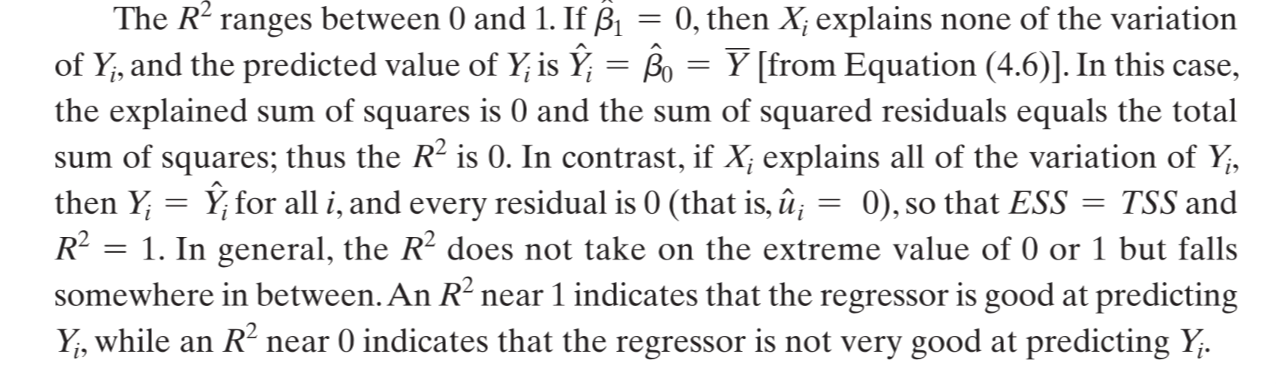 The R² ranges between 0 and 1. If β̂₁ = 0, then Xᵢ explains none of the variation
of Yᵢ, and the predicted value of Yᵢ is Ŷᵢ = β̂₀ = Y̅ [from Equation (4.6)]. In this case,
the explained sum of squares is 0 and the sum of squared residuals equals the total
sum of squares; thus the R² is 0. In contrast, if Xᵢ explains all of the variation of Yᵢ,
then Yᵢ = Ŷᵢ for all i, and every residual is 0 (that is, ûᵢ = 0), so that ESS = TSS and
R² = 1. In general, the R² does not take on the extreme value of 0 or 1 but falls
somewhere in between. An R² near 1 indicates that the regressor is good at predicting
Yᵢ, while an R² near 0 indicates that the regressor is not very good at predicting Yᵢ.